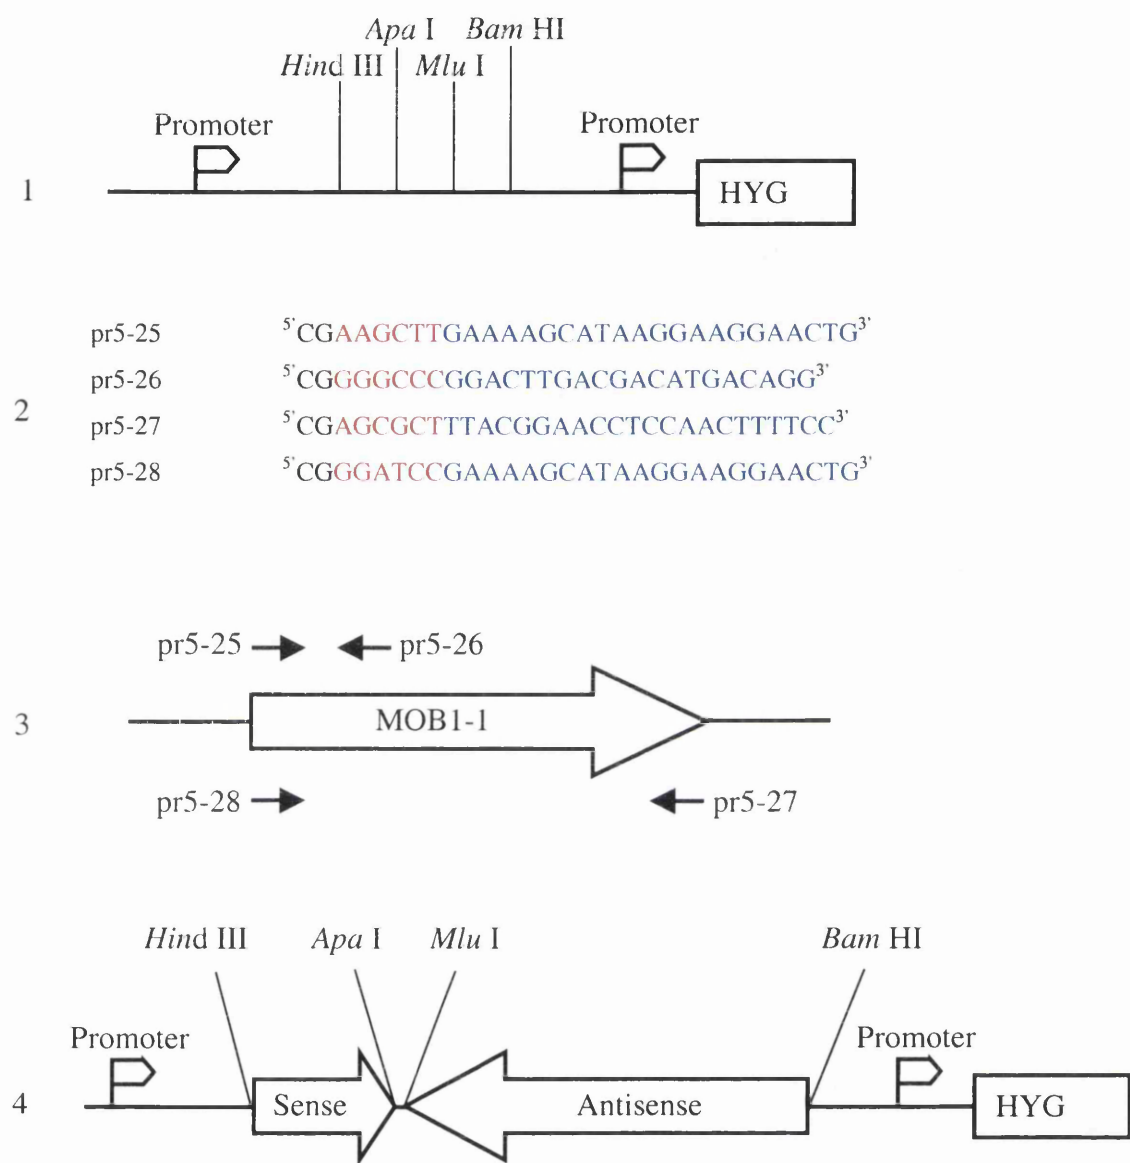 Apa I Bam HI
Hind III Mlu I
Promoter Promoter
1 HYG
2
pr5-25 5'CGAAGCTTGAAAAGCATAAGGAAGGAACTG3'
pr5-26 5'CGGGGCCCGGACTTGACGACATGACAGG3'
pr5-27 5'CGAGCGCTTTACGGAACCTCCAACTTTTCC3'
pr5-28 5'CGGGATCCGAAAAGCATAAGGAAGGAACTG3'
pr5-25 pr5-26
3 MOB1-1
pr5-28 pr5-27
Hind III Apa I Mlu I Bam HI
Promoter Promoter
4 Sense Antisense HYG